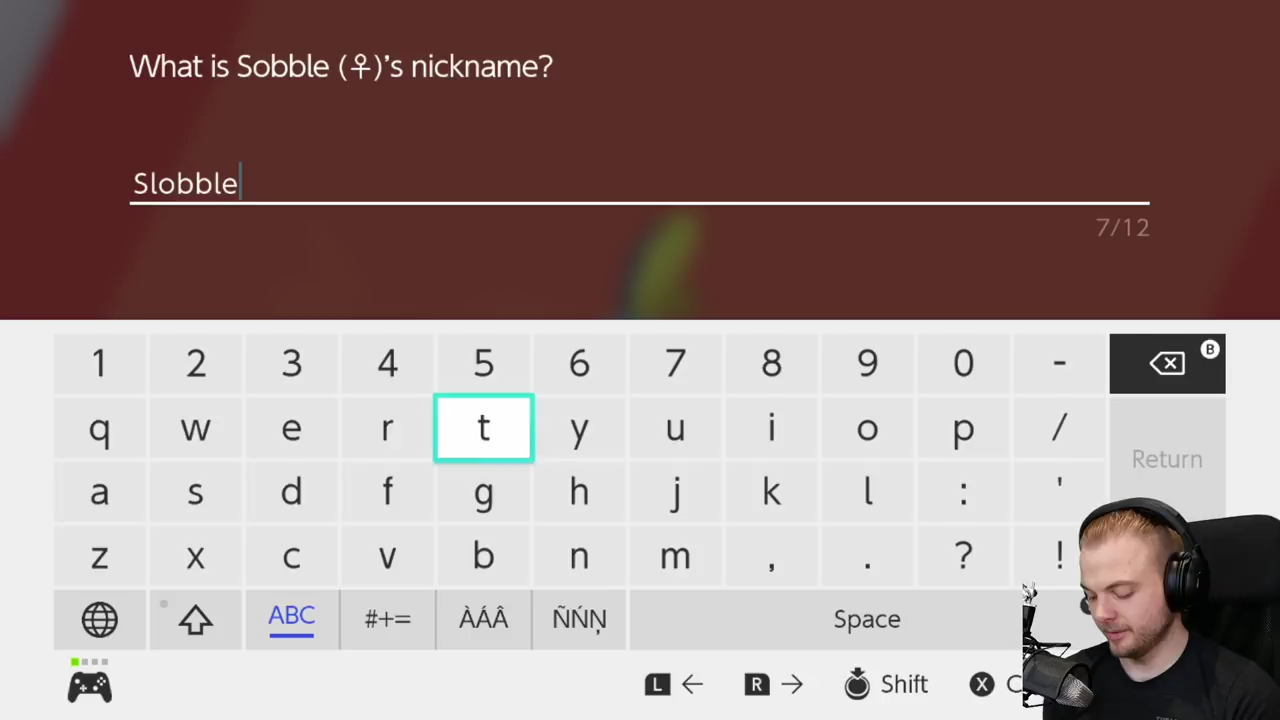 What is Sobble (♀)'s nickname?
Slobble
7/12
1 2 3 4 5 6 7 8 9 0 - B
q w e r t y u i o p /
Return
a s d f g h j k l : '
z x c v b n m , . ? !
ABC #+= ÀÁÂ ÑŃŅ Space
L ← R → Shift X